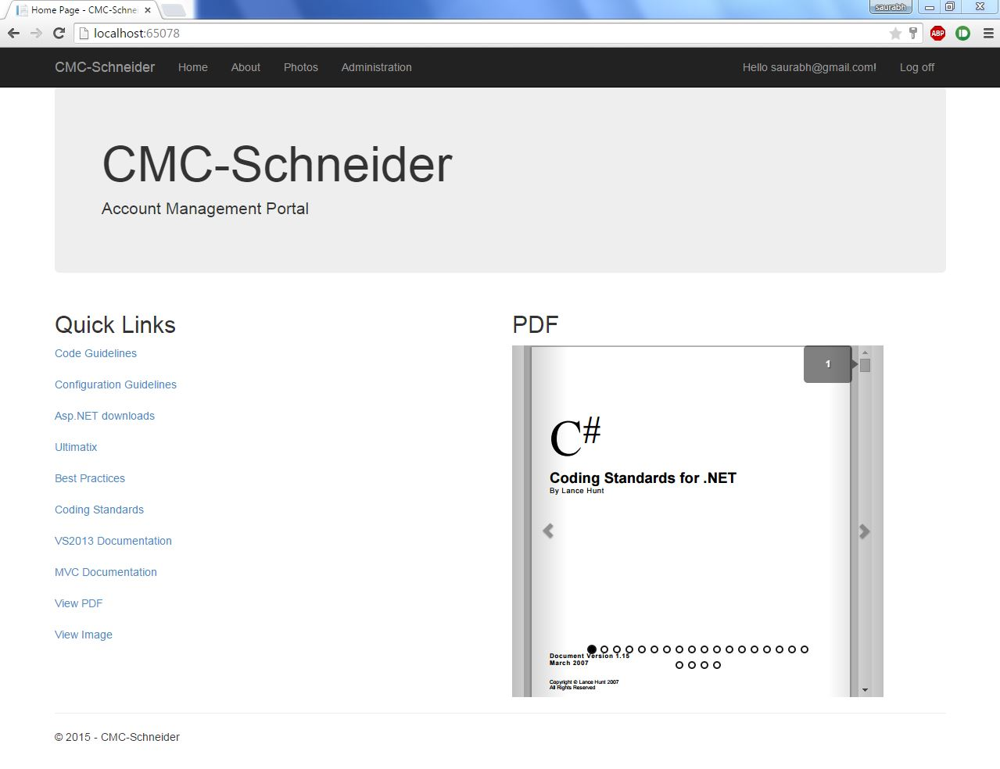 Home Page - CMC-Schne
saurabh
localhost:65078
ABP
CMC-Schneider Home About Photos Administration Hello saurabh@gmail.com! Log off
CMC-Schneider
Account Management Portal
Quick Links
Code Guidelines
Configuration Guidelines
Asp.NET downloads
Ultimatix
Best Practices
Coding Standards
VS2013 Documentation
MVC Documentation
View PDF
View Image
PDF
1
C#
Coding Standards for .NET
By Lance Hunt
Document Version 1.15
March 2007
Copyright © Lance Hunt 2007
All Rights Reserved
© 2015 - CMC-Schneider